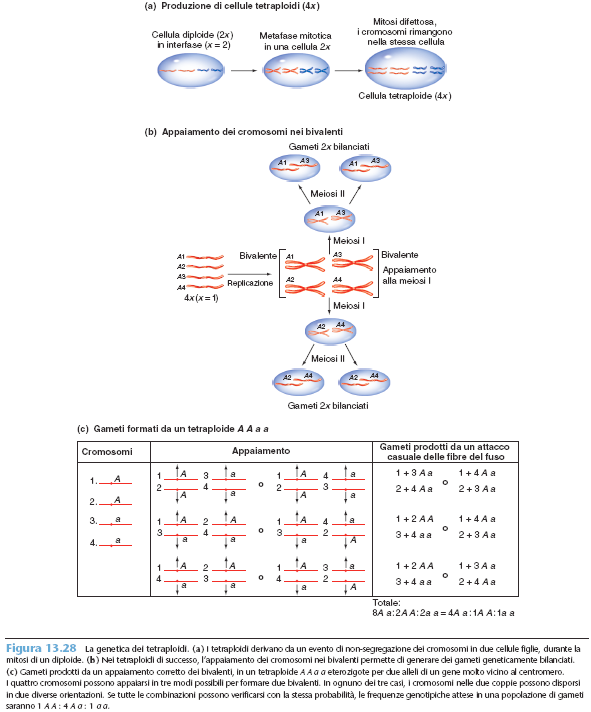 (a) Produzione di cellule tetraploidi (4x)
Cellula diploide (2x)
in interfase (x = 2)
Metafase mitotica
in una cellula 2x
Mitosi difettosa,
i cromosomi rimangono
nella stessa cellula
Cellula tetraploide (4x)
(b) Appaiamento dei cromosomi nei bivalenti
Gameti 2x bilanciati
A1 A3
A1 A3
Meiosi II
A1 A3
Meiosi I
A1
A2
A3
A4
4x (x = 1)
Replicazione
Bivalente
A1
A3
Bivalente
A2
A4
Appaiamento
alla meiosi I
Meiosi I
A2 A4
Meiosi II
A2 A4
A2 A4
Gameti 2x bilanciati
(c) Gameti formati da un tetraploide A A a a
Cromosomi
Appaiamento
Gameti prodotti da un attacco
casuale delle fibre del fuso
1. A
2. A
3. a
4. a
1 A 3 a o 1 A 4 a
2 A 4 a 2 A 3 a
1 + 3 A a o 1 + 4 A a
2 + 4 A a 2 + 3 A a
1 A 2 A o 1 A 4 a
3 a 4 a 3 a 2 A
1 + 2 AA o 1 + 4 A a
3 + 4 a a 2 + 3 A a
1 A 2 A o 1 A 3 a
4 a 3 a 4 a 2 A
1 + 2 AA o 1 + 3 A a
3 + 4 a a 2 + 4 A a
Totale:
8A a : 2A A : 2a a = 4A a : 1A A : 1a a
Figura 13.28 La genetica dei tetraploidi. (a) I tetraploidi derivano da un evento di non-segregazione dei cromosomi in due cellule figlie, durante la
mitosi di un diploide. (b) Nei tetraploidi di successo, l'appaiamento dei cromosomi nei bivalenti permette di generare dei gameti geneticamente bilanciati.
(c) Gameti prodotti da un appaiamento corretto dei bivalenti, in un tetraploide A A a a eterozigote per due alleli di un gene molto vicino al centromero.
I quattro cromosomi possono appaiarsi in tre modi possibili per formare due bivalenti. In ognuno dei tre casi, i cromosomi nelle due coppie possono disporsi
in due diverse orientazioni. Se tutte le combinazioni possono verificarsi con la stessa probabilità, le frequenze genotipiche attese in una popolazione di gameti
saranno 1 A A : 4 A a : 1 a a.